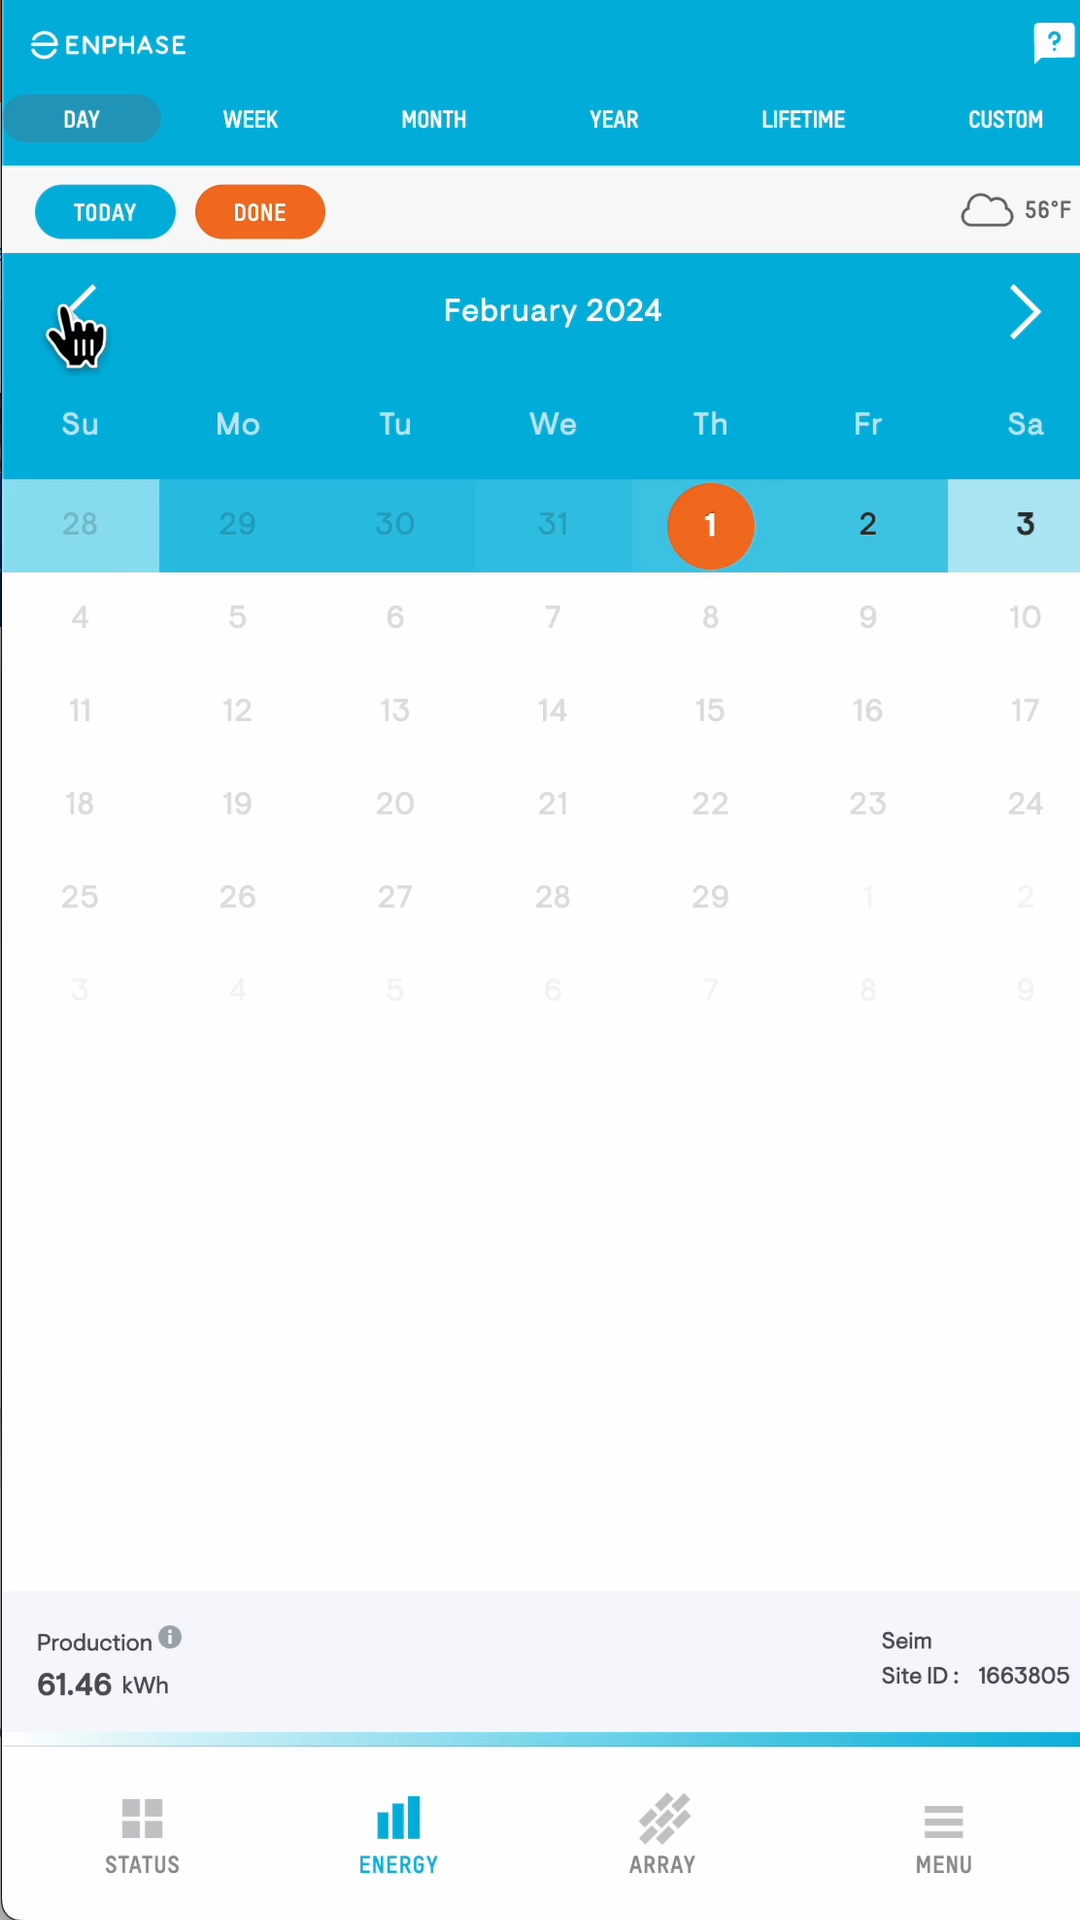 ENPHASE
?
DAY WEEK MONTH YEAR LIFETIME CUSTOM
TODAY DONE 56°F
February 2024
Su Mo Tu We Th Fr Sa
28 29 30 31 1 2 3
4 5 6 7 8 9 10
11 12 13 14 15 16 17
18 19 20 21 22 23 24
25 26 27 28 29 1 2
3 4 5 6 7 8 9
Production i
61.46 kWh
Seim
Site ID : 1663805
STATUS ENERGY ARRAY MENU